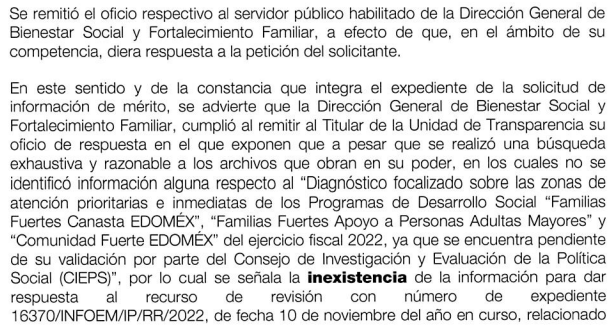 Se remitió el oficio respectivo al servidor público habilitado de la Dirección General de
Bienestar Social y Fortalecimiento Familiar, a efecto de que, en el ámbito de su
competencia, diera respuesta a la petición del solicitante.
En este sentido y de la constancia que integra el expediente de la solicitud de
información de mérito, se advierte que la Dirección General de Bienestar Social y
Fortalecimiento Familiar, cumplió al remitir al Titular de la Unidad de Transparencia su
oficio de respuesta en el que exponen que a pesar que se realizó una búsqueda
exhaustiva y razonable a los archivos que obran en su poder, en los cuales no se
identificó información alguna respecto al “Diagnóstico focalizado sobre las zonas de
atención prioritarias e inmediatas de los Programas de Desarrollo Social “Familias
Fuertes Canasta EDOMÉX”, “Familias Fuertes Apoyo a Personas Adultas Mayores” y
“Comunidad Fuerte EDOMÉX” del ejercicio fiscal 2022, ya que se encuentra pendiente
de su validación por parte del Consejo de Investigación y Evaluación de la Política
Social (CIEPS)”, por lo cual se señala la inexistencia de la información para dar
respuesta al recurso de revisión con número de expediente
16370/INFOEM/IP/RR/2022, de fecha 10 de noviembre del año en curso, relacionado